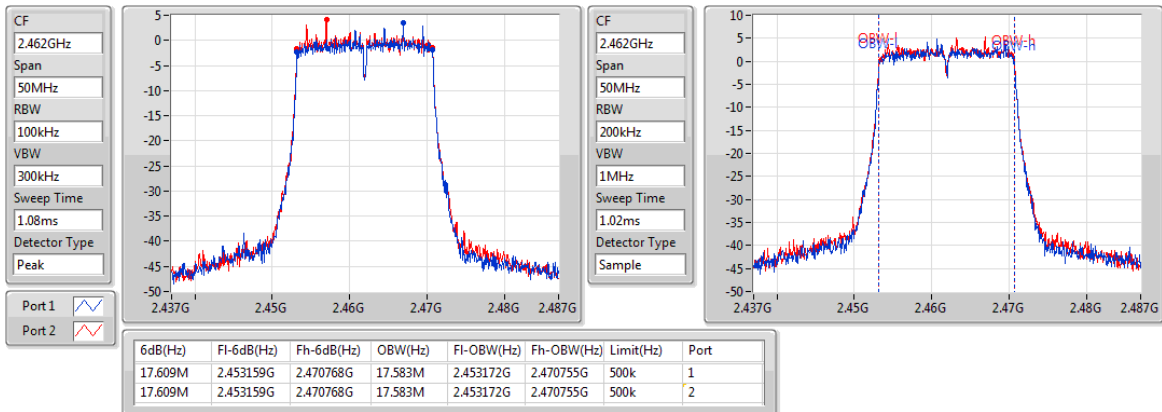 CF
2.462GHz
Span
50MHz
RBW
100kHz
VBW
300kHz
Sweep Time
1.08ms
Detector Type
Peak
Port 1
Port 2
5
0
-5
-10
-15
-20
-25
-30
-35
-40
-45
-50
2.437G 2.45G 2.46G 2.47G 2.48G 2.487G
CF
2.462GHz
Span
50MHz
RBW
200kHz
VBW
1MHz
Sweep Time
1.02ms
Detector Type
Sample
10
5
0
-5
-10
-15
-20
-25
-30
-35
-40
-45
-50
OBW-l OBW-h
OBW-l OBW-h
2.437G 2.45G 2.46G 2.47G 2.48G 2.487G
6dB(Hz) Fl-6dB(Hz) Fh-6dB(Hz) OBW(Hz) Fl-OBW(Hz) Fh-OBW(Hz) Limit(Hz) Port
17.609M 2.453159G 2.470768G 17.583M 2.453172G 2.470755G 500k 1
17.609M 2.453159G 2.470768G 17.583M 2.453172G 2.470755G 500k 2